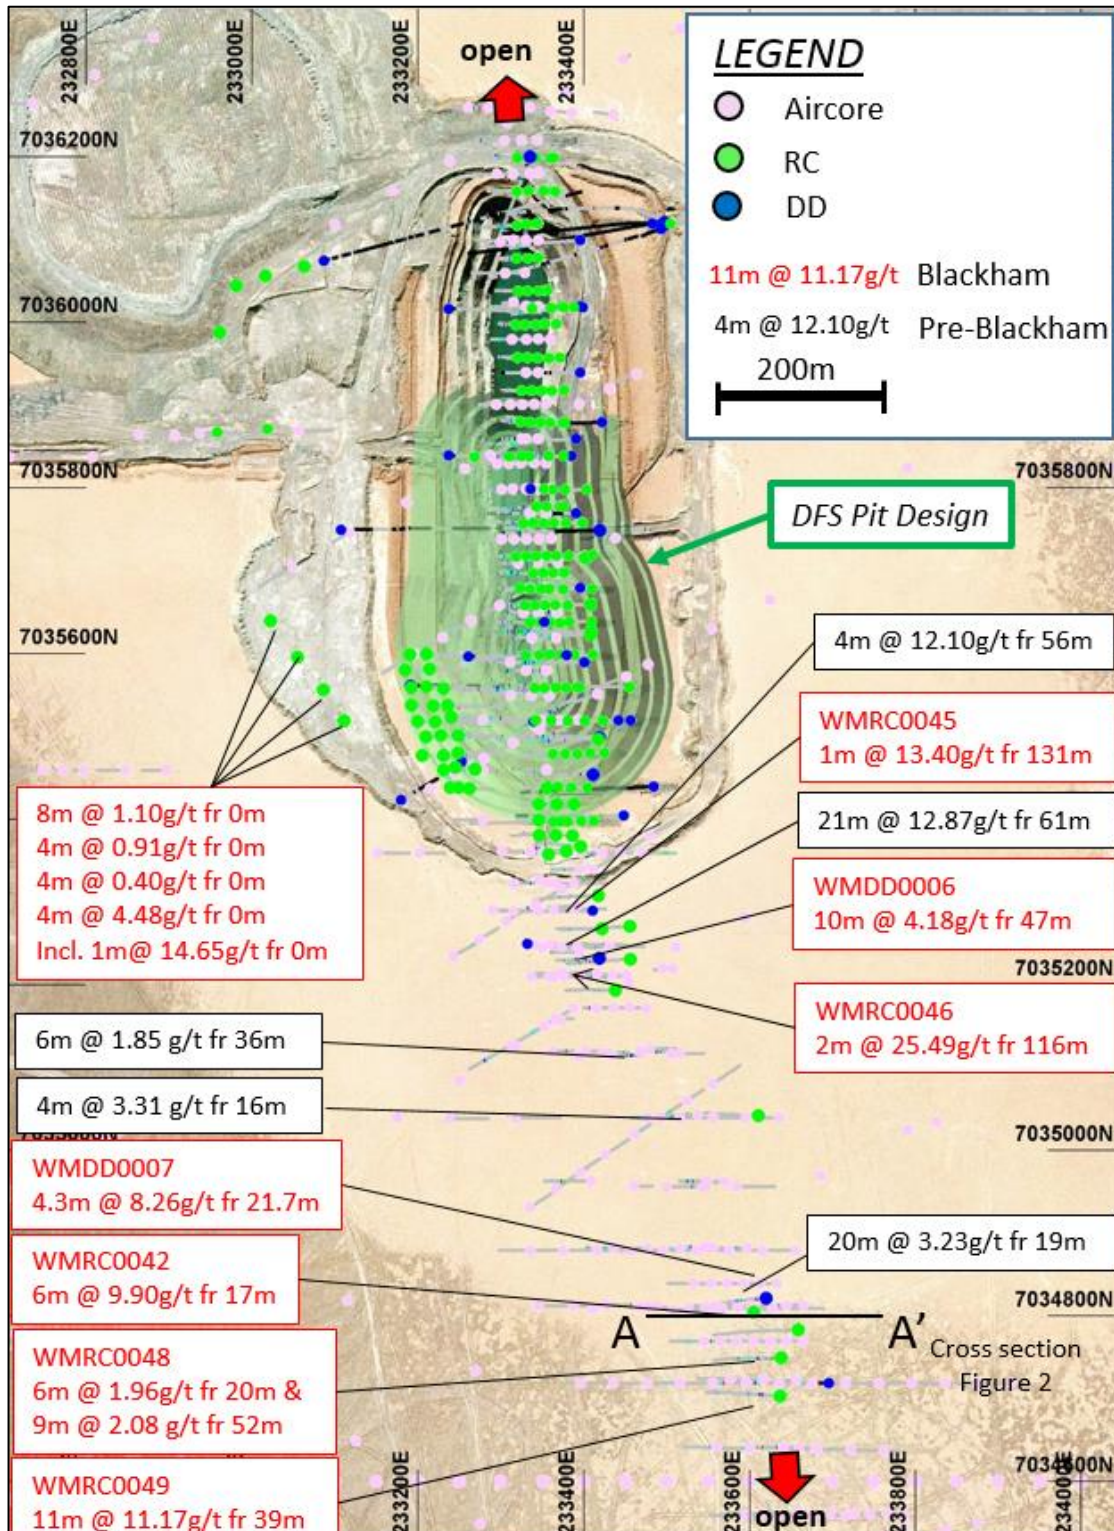 232800E
233000E
233200E
233400E
open
LEGEND
Aircore
RC
DD
11m @ 11.17g/t Blackham
4m @ 12.10g/t Pre-Blackham
200m
7036200N
7036000N
7035800N
7035800N
DFS Pit Design
7035600N
4m @ 12.10g/t fr 56m
WMRC0045
1m @ 13.40g/t fr 131m
21m @ 12.87g/t fr 61m
WMDD0006
10m @ 4.18g/t fr 47m
8m @ 1.10g/t fr 0m
4m @ 0.91g/t fr 0m
4m @ 0.40g/t fr 0m
4m @ 4.48g/t fr 0m
Incl. 1m@ 14.65g/t fr 0m
7035200N
WMRC0046
2m @ 25.49g/t fr 116m
6m @ 1.85 g/t fr 36m
4m @ 3.31 g/t fr 16m
7035000N
7035000N
WMDD0007
4.3m @ 8.26g/t fr 21.7m
20m @ 3.23g/t fr 19m
WMRC0042
6m @ 9.90g/t fr 17m
7034800N
A A’
Cross section
Figure 2
WMRC0048
6m @ 1.96g/t fr 20m &
9m @ 2.08 g/t fr 52m
7034600N
WMRC0049
11m @ 11.17g/t fr 39m
233200E
233400E
233600E
233800E
234000E
open